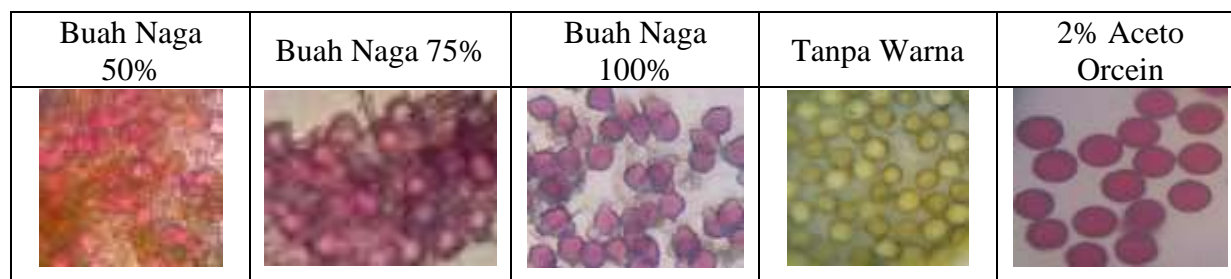 Buah Naga
50%
Buah Naga 75%
Buah Naga
100%
Tanpa Warna
2% Aceto
Orcein